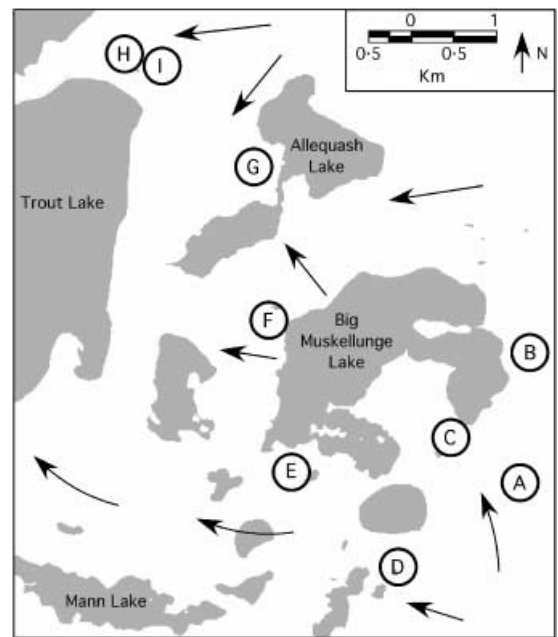 0 1
0·5 0·5
Km
N
H
I
G
Allequash
Lake
Trout Lake
F
Big
Muskellunge
Lake
B
C
E
A
D
Mann Lake